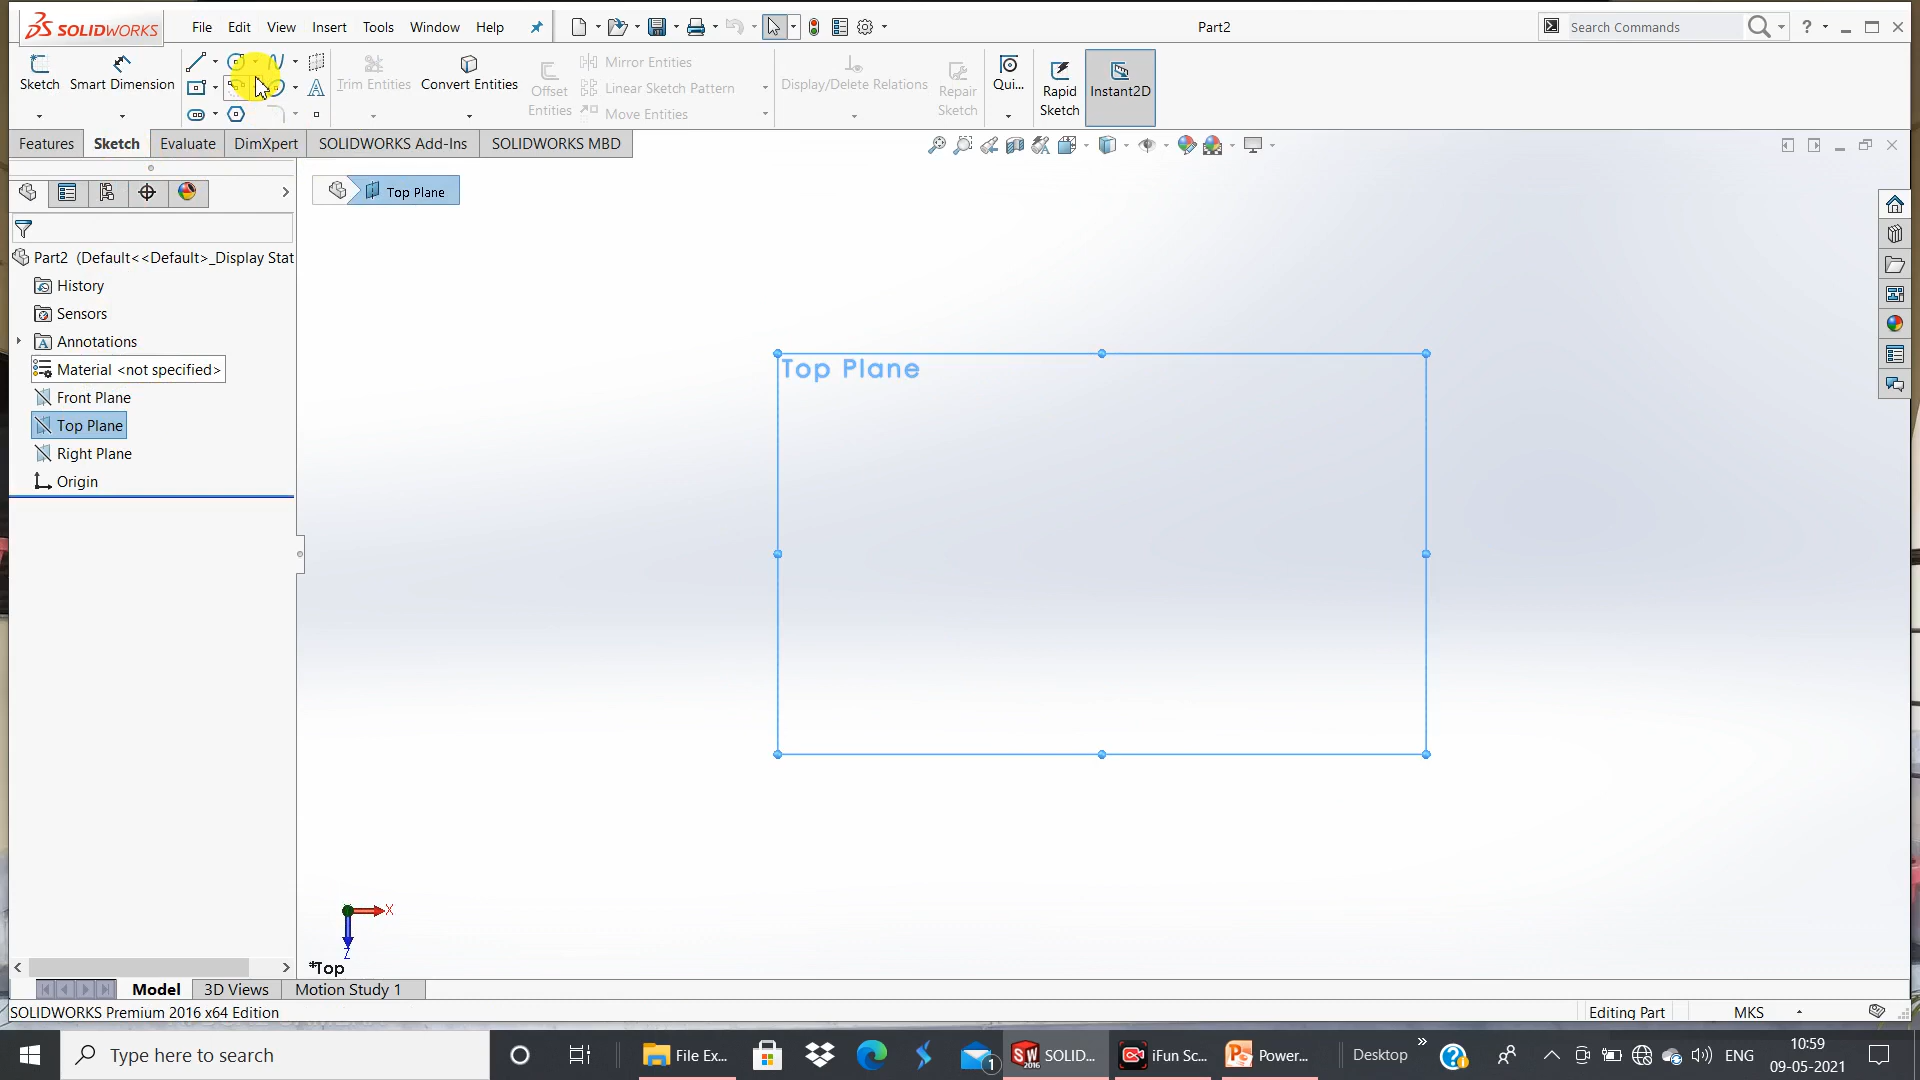 SOLIDWORKS File Edit View Insert Tools Window Help Part2 Search Commands ?
Sketch Smart Dimension Trim Entities Convert Entities Offset Entities Mirror Entities Linear Sketch Pattern Move Entities Display/Delete Relations Repair Sketch Qui... Rapid Sketch Instant2D
Features Sketch Evaluate DimXpert SOLIDWORKS Add-Ins SOLIDWORKS MBD
Top Plane
Part2 (Default<<Default>_Display Stat
History
Sensors
Annotations
Material <not specified>
Front Plane
Top Plane
Right Plane
Origin
Top Plane
X
Z
*Top
Model 3D Views Motion Study 1
SOLIDWORKS Premium 2016 x64 Edition Editing Part MKS
Type here to search File Ex... 1 SW 2016 SOLID... iFun Sc... Power... Desktop ENG 10:59
09-05-2021